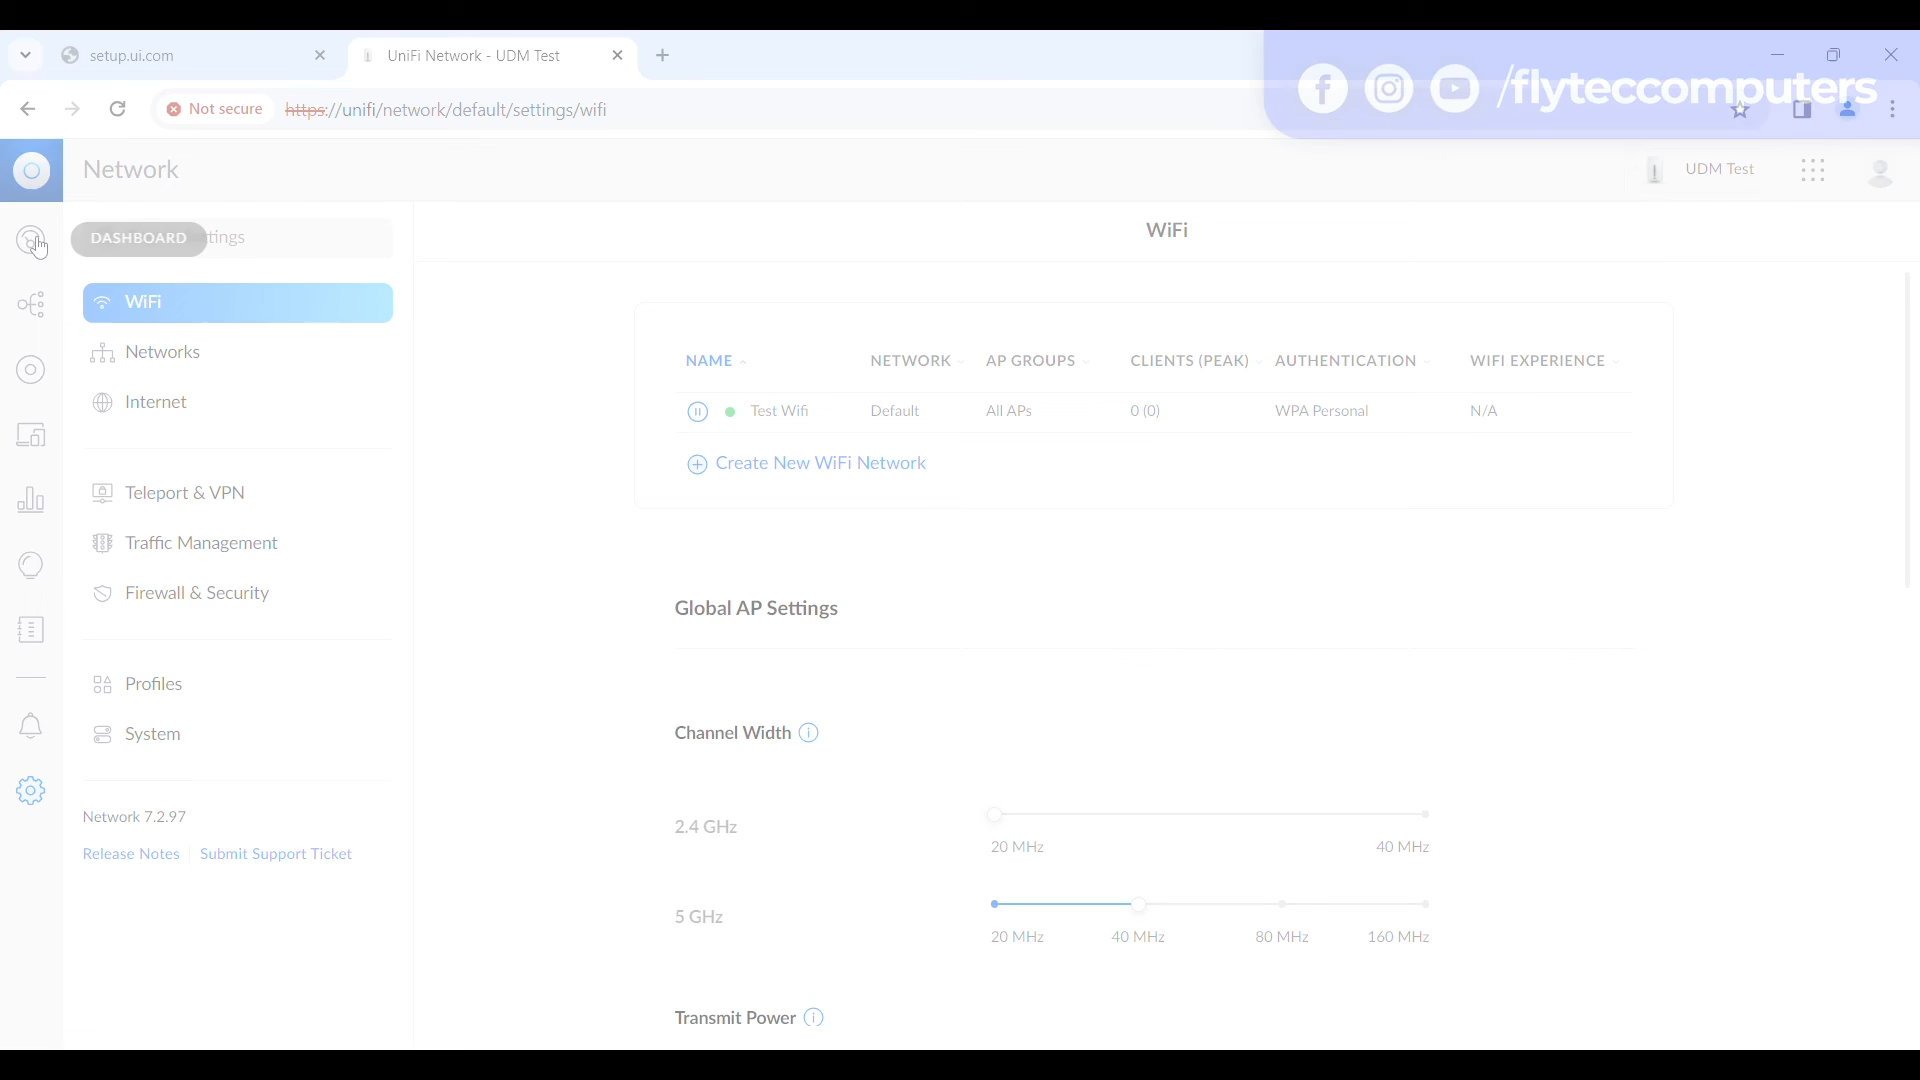 setup.ui.com
UniFi Network - UDM Test
Not secure
https://unifi/network/default/settings/wifi
/flyteccomputers
Network
UDM Test
DASHBOARD
ttings
WiFi
Networks
Internet
Teleport & VPN
Traffic Management
Firewall & Security
Profiles
System
Network 7.2.97
Release Notes Submit Support Ticket
WiFi
NAME NETWORK AP GROUPS CLIENTS (PEAK) AUTHENTICATION WIFI EXPERIENCE
Test Wifi Default All APs 0 (0) WPA Personal N/A
Create New WiFi Network
Global AP Settings
Channel Width
2.4 GHz
20 MHz 40 MHz
5 GHz
20 MHz 40 MHz 80 MHz 160 MHz
Transmit Power